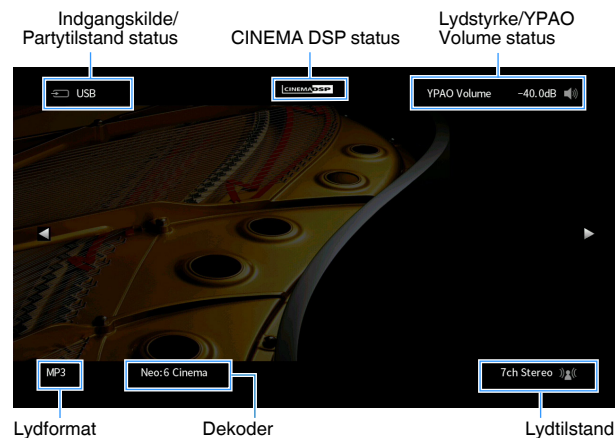 Indgangskilde/
Partytilstand status
CINEMA DSP status
Lydstyrke/YPAO
Volume status
USB
CINEMA DSP
YPAO Volume -40.0dB
MP3
Neo:6 Cinema
7ch Stereo
Lydformat
Dekoder
Lydtilstand